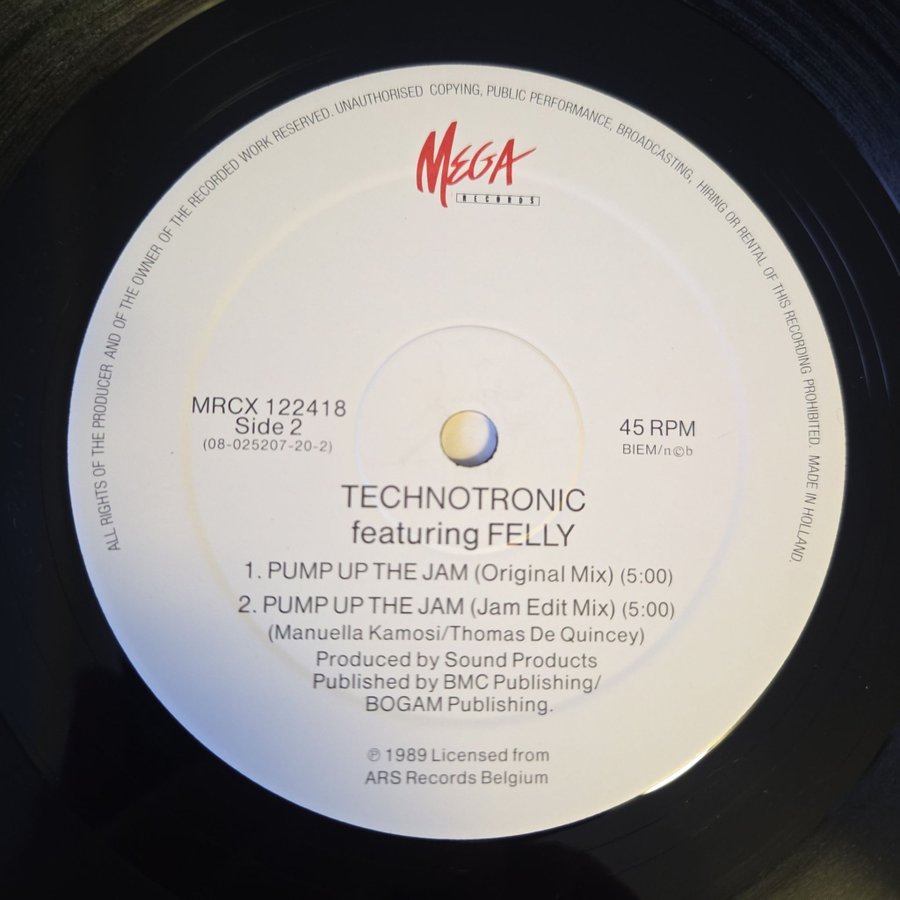 ALL RIGHTS OF THE PRODUCER AND OF THE OWNER OF THE RECORDED WORK RESERVED. UNAUTHORISED COPYING, PUBLIC PERFORMANCE, BROADCASTING, HIRING OR RENTAL OF THIS RECORDING PROHIBITED. MADE IN HOLLAND.
MEGA
RECORDS
MRCX 122418
Side 2
(08-025207-20-2)
45 RPM
BIEM/n©b
TECHNOTRONIC
featuring FELLY
1. PUMP UP THE JAM (Original Mix) (5:00)
2. PUMP UP THE JAM (Jam Edit Mix) (5:00)
(Manuella Kamosi/Thomas De Quincey)
Produced by Sound Products
Published by BMC Publishing/
BOGAM Publishing.
℗ 1989 Licensed from
ARS Records Belgium